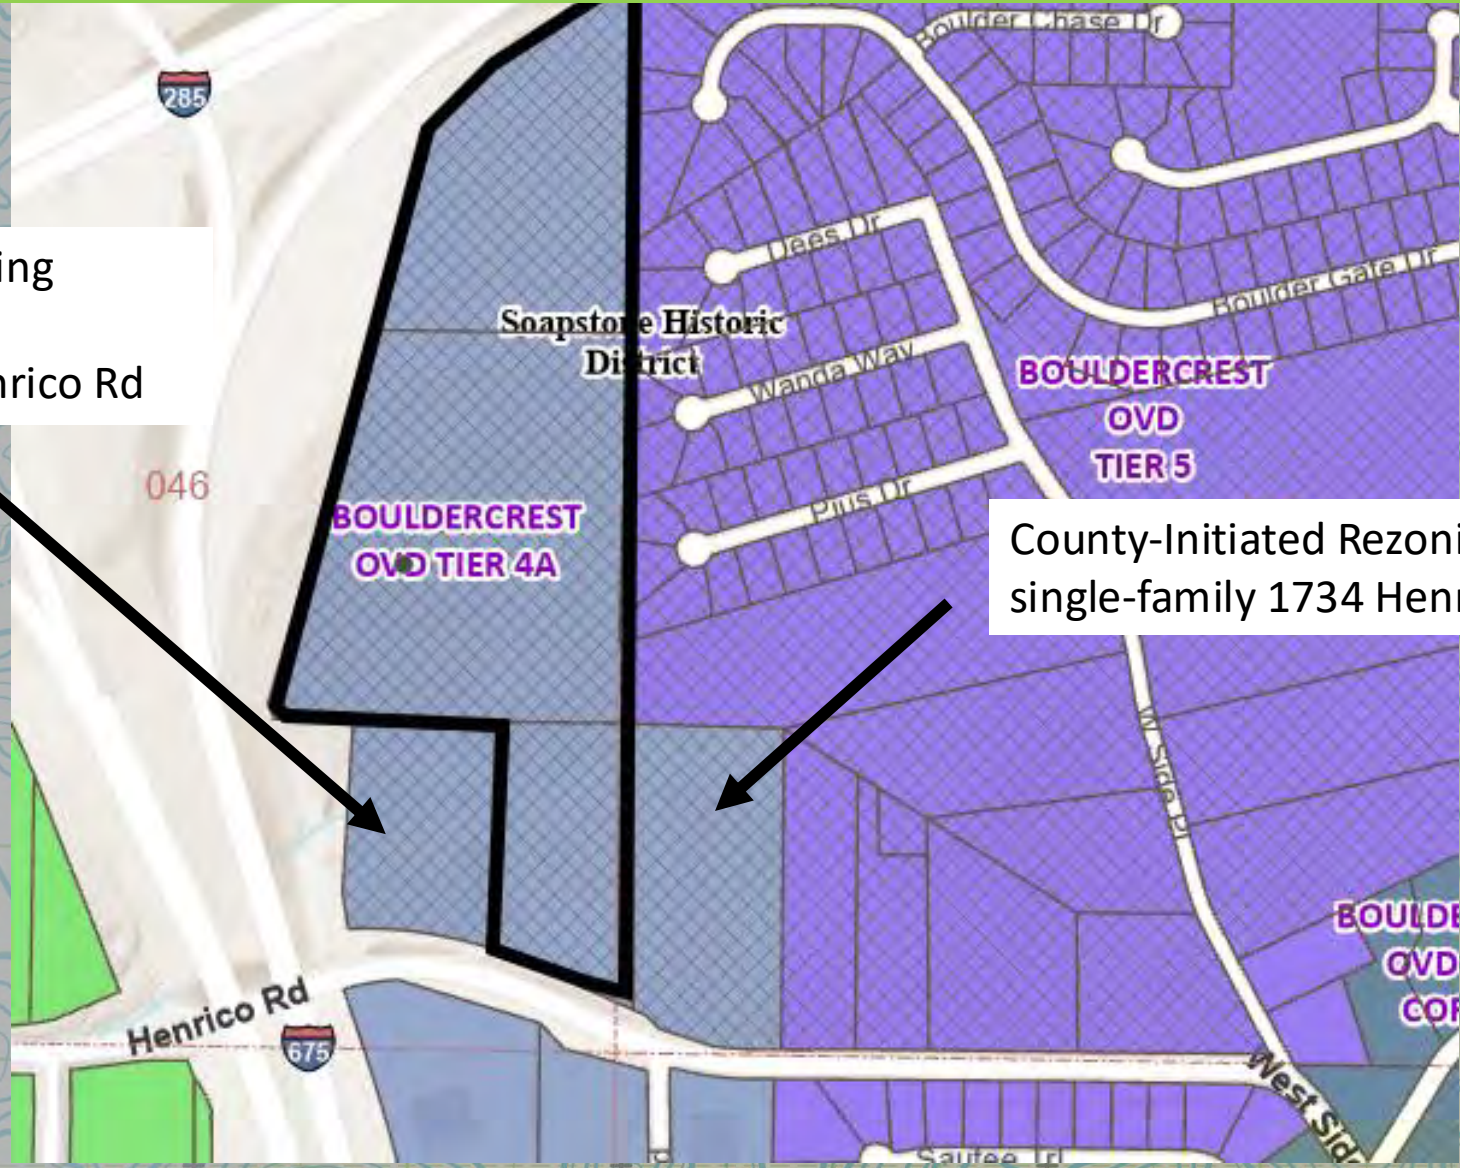 Boulder Chase Dr
285
ing
Dees Dr
Boulder Gate Dr
Soapstone Historic
District
nrico Rd
Wanda Way
BOULDERCREST
OVD
TIER 5
046
Pius Dr
BOULDERCREST
OVD TIER 4A
County-Initiated Rezoni
single-family 1734 Henr
W Side Pl
BOULDE
OVD
COR
Henrico Rd
675
West Side
Saufee Trl